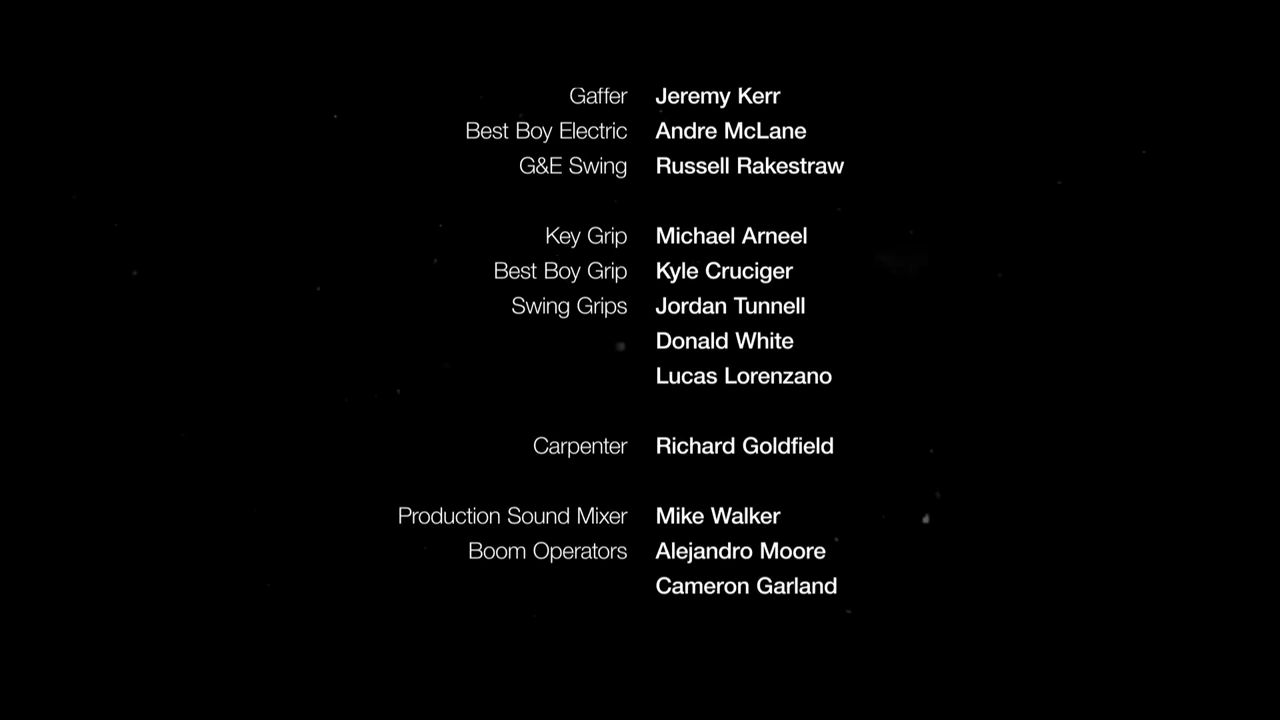 Gaffer Jeremy Kerr
Best Boy Electric Andre McLane
G&E Swing Russell Rakestraw
Key Grip Michael Arneel
Best Boy Grip Kyle Cruciger
Swing Grips Jordan Tunnell
Donald White
Lucas Lorenzano
Carpenter Richard Goldfield
Production Sound Mixer Mike Walker
Boom Operators Alejandro Moore
Cameron Garland